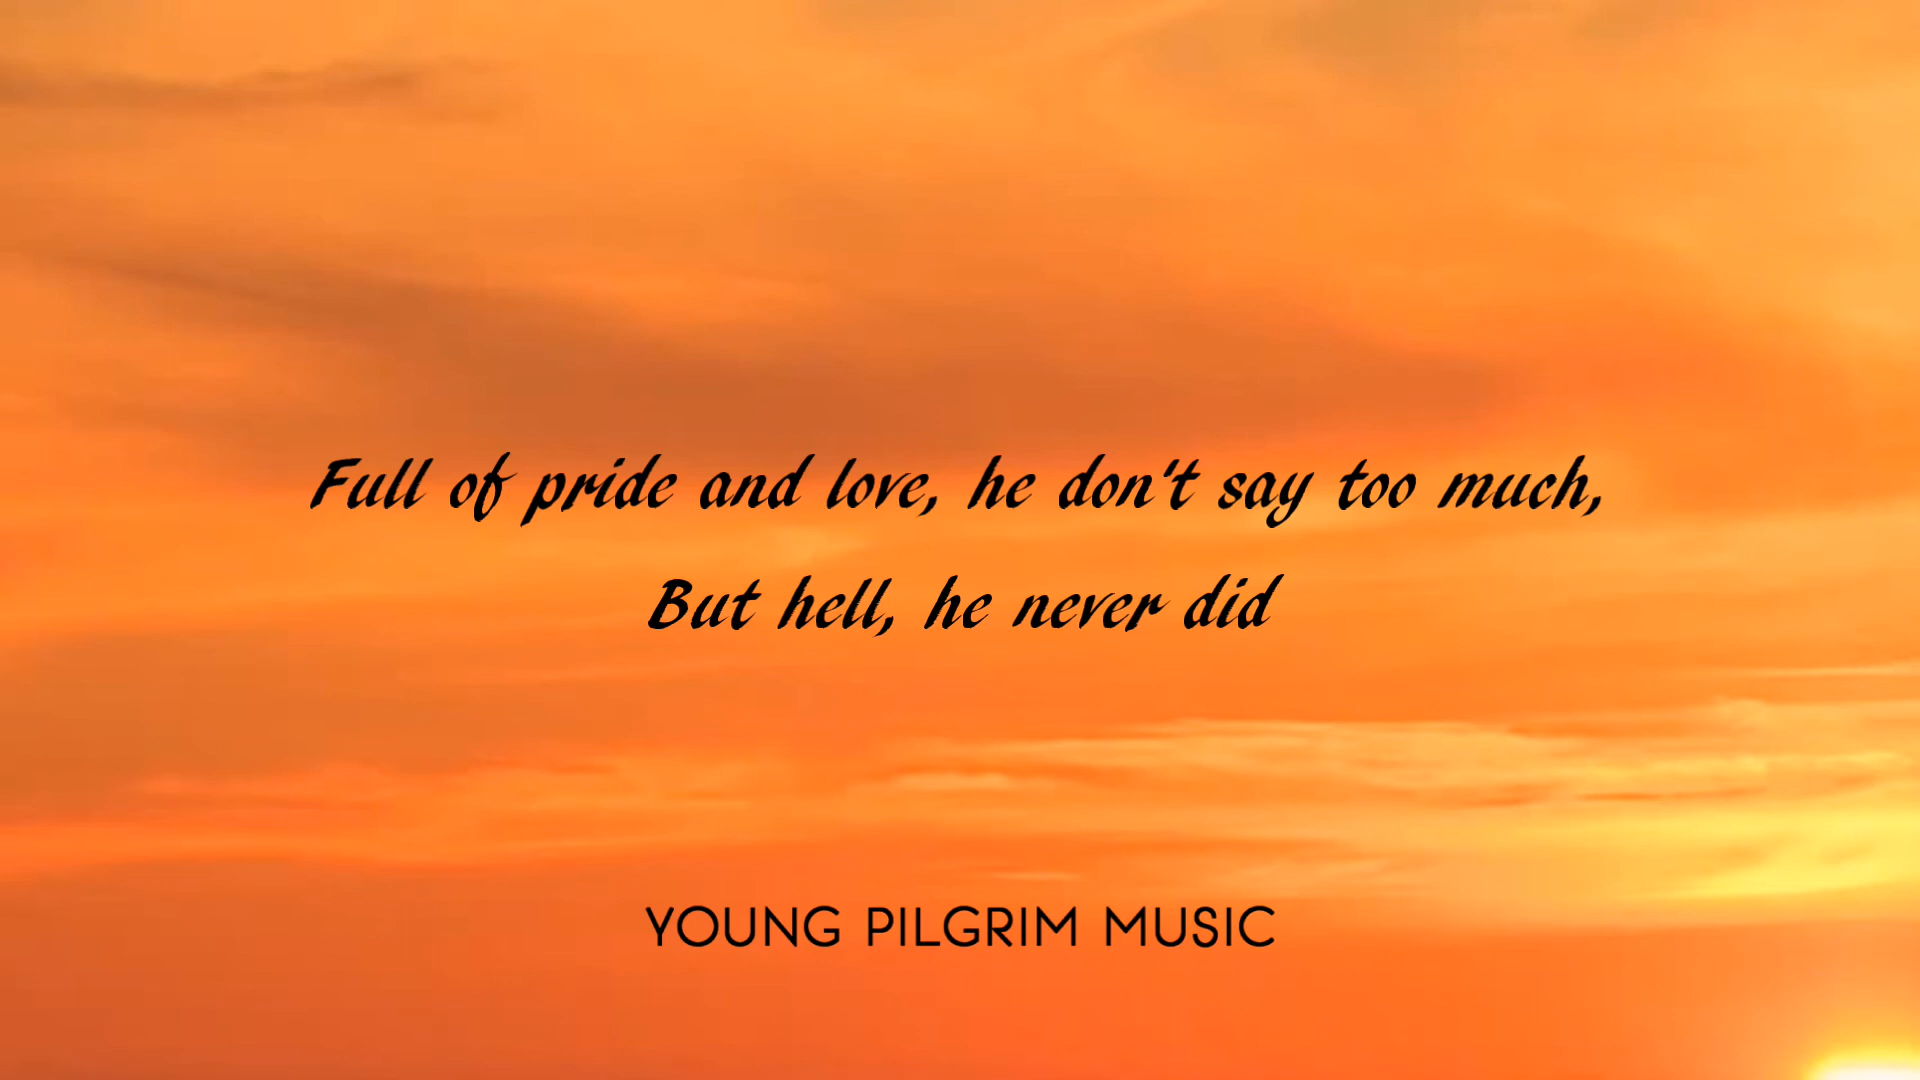 Full of pride and love, he don't say too much,
But hell, he never did
YOUNG PILGRIM MUSIC